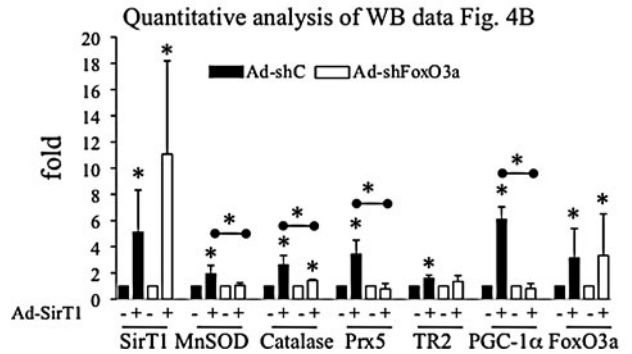 Quantitative analysis of WB data Fig. 4B
20
18
16
14
12
10
8
6
4
2
0
fold
Ad-shC Ad-shFoxO3a
* * * * * * * * * * * * * *
Ad-SirT1 - + - + - + - + - + - + - + - + - + - + - + - + - + - +
SirT1 MnSOD Catalase Prx5 TR2 PGC-1α FoxO3a